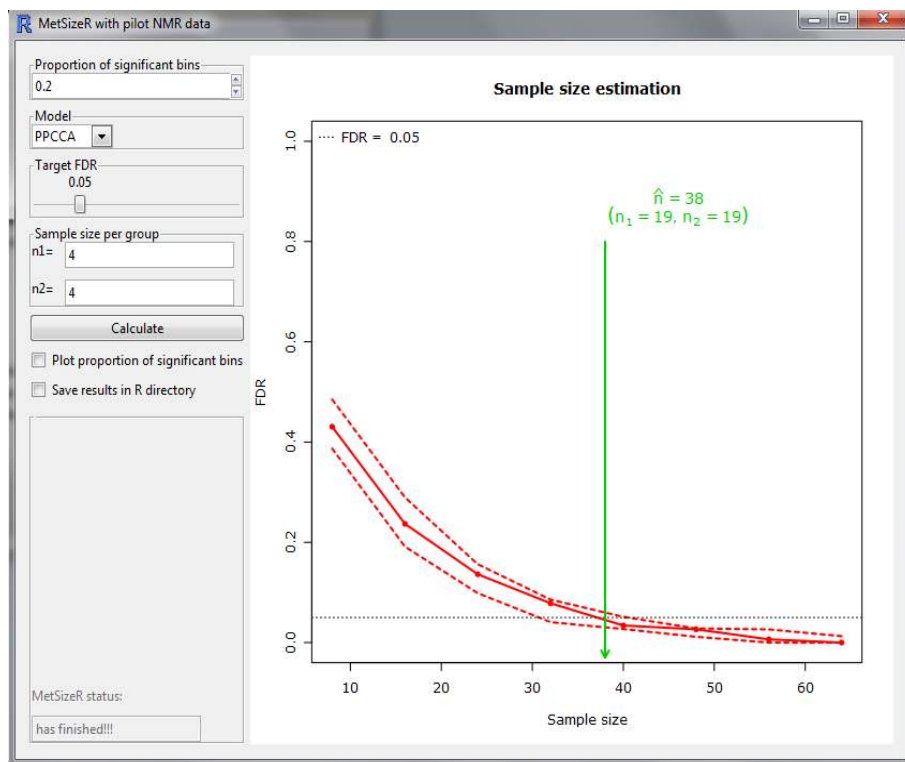 MetSizeR with pilot NMR data
Proportion of significant bins
0.2
Model
PPCCA
Target FDR
0.05
Sample size per group
n1=
4
n2=
4
Calculate
Plot proportion of significant bins
Save results in R directory
MetSizeR status:
has finished!!!
Sample size estimation
FDR = 0.05
n̂ = 38
(n₁ = 19, n₂ = 19)
FDR
1.0
0.8
0.6
0.4
0.2
0.0
10 20 30 40 50 60
Sample size